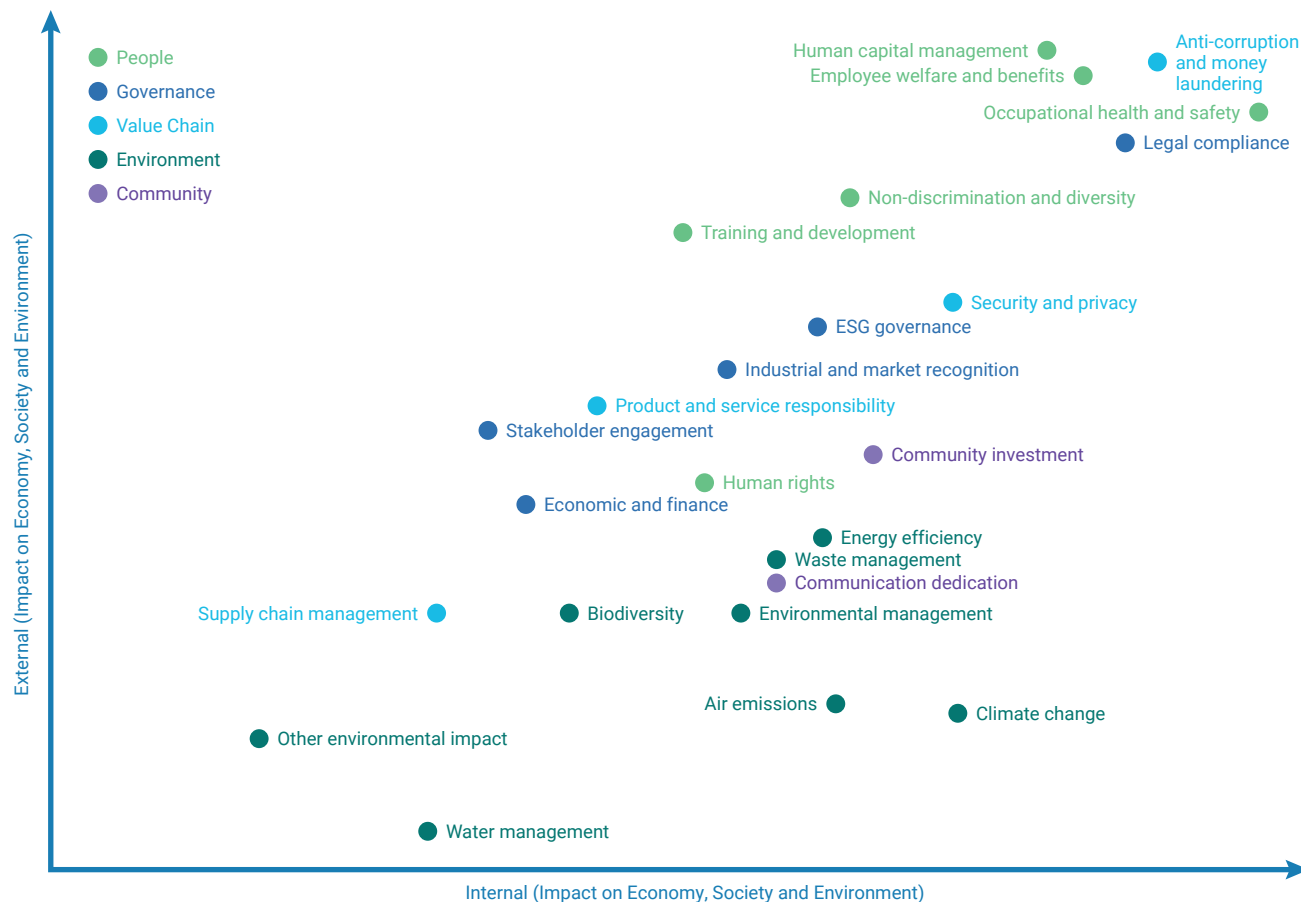 People
Governance
Value Chain
Environment
Community
Human capital management
Employee welfare and benefits
Anti-corruption
and money
laundering
Occupational health and safety
Legal compliance
Non-discrimination and diversity
Training and development
Security and privacy
ESG governance
Industrial and market recognition
Product and service responsibility
Stakeholder engagement
Community investment
Human rights
Economic and finance
Energy efficiency
Waste management
Communication dedication
Supply chain management
Biodiversity
Environmental management
Air emissions
Climate change
Other environmental impact
Water management
External (Impact on Economy, Society and Environment)
Internal (Impact on Economy, Society and Environment)